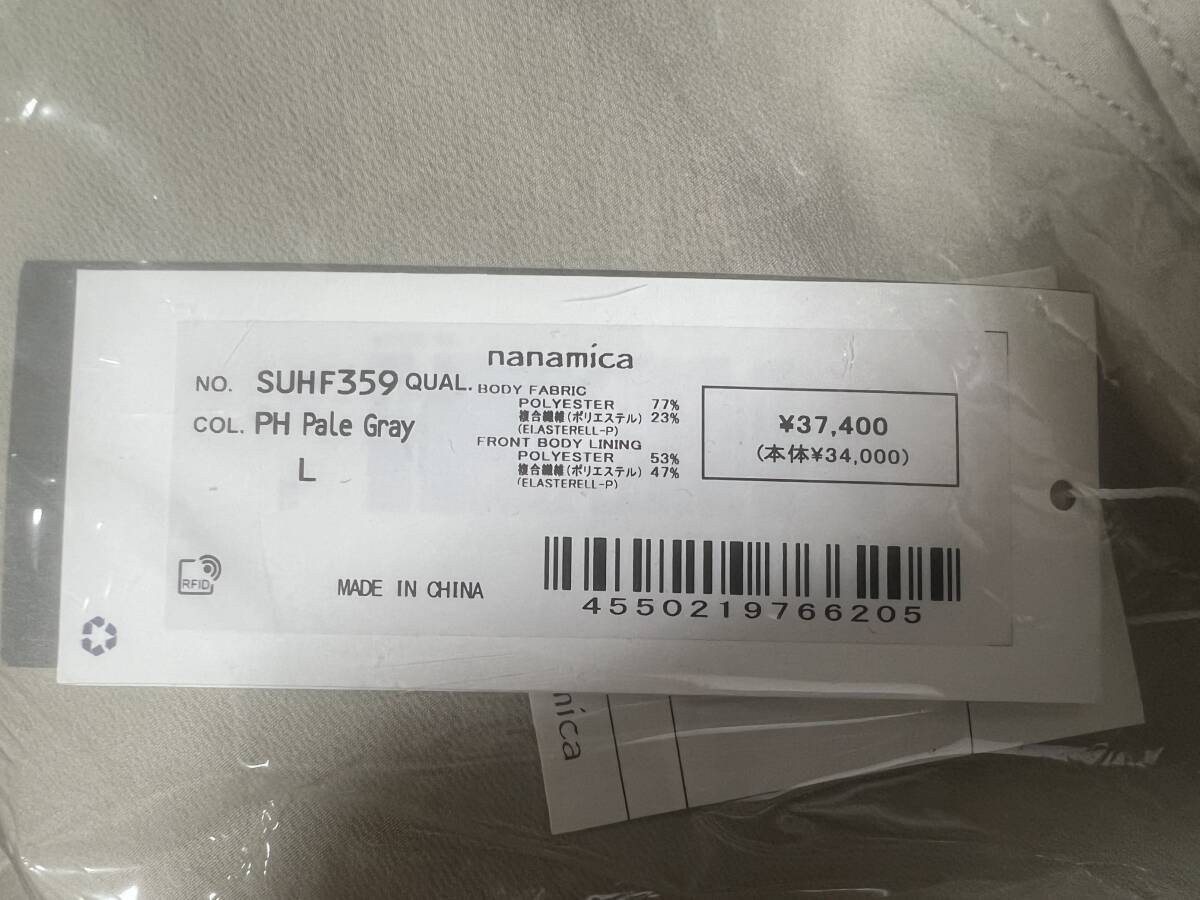 nanamica
NO. SUHF359 QUAL. BODY FABRIC
POLYESTER 77%
複合繊維(ポリエステル) 23%
(ELASTERELL-P)
COL. PH Pale Gray
FRONT BODY LINING
POLYESTER 53%
複合繊維(ポリエステル) 47%
(ELASTERELL-P)
L
¥37,400
(本体¥34,000)
RFID
MADE IN CHINA
4550219766205
mica